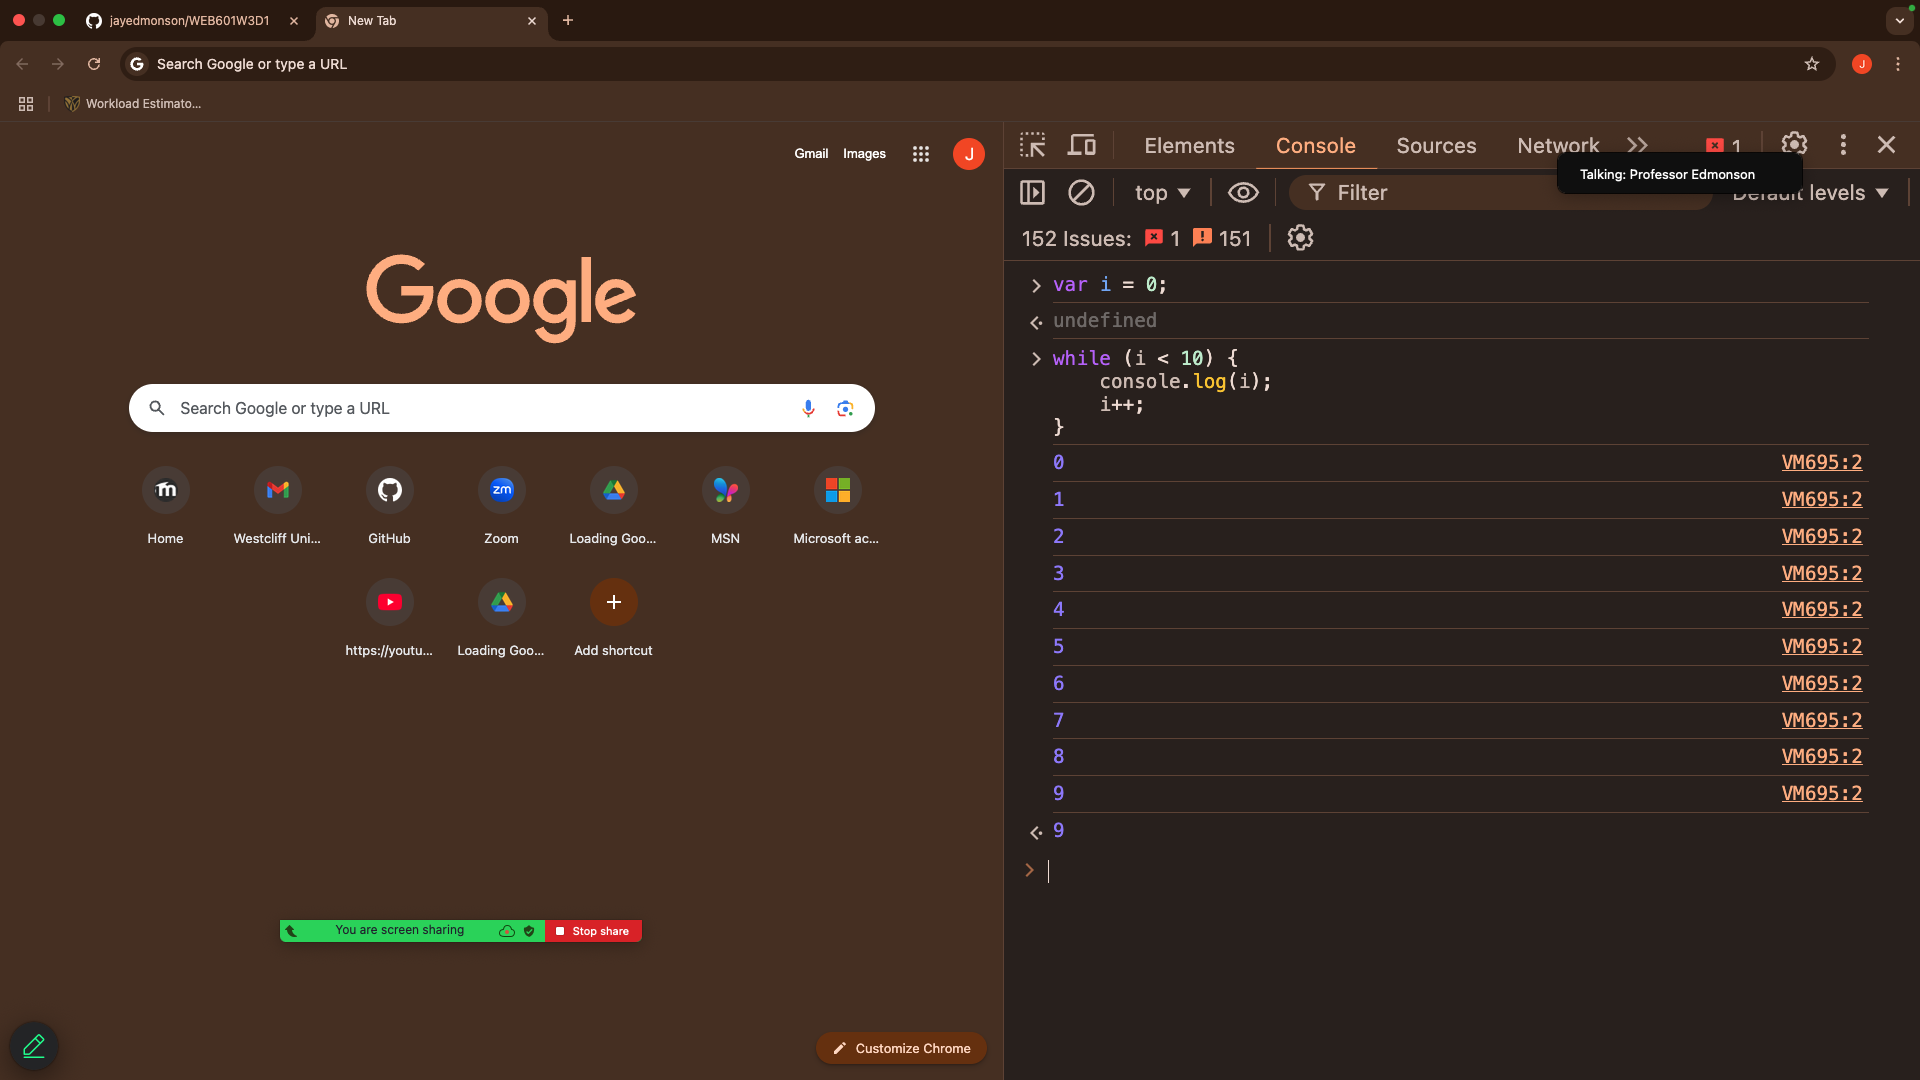 jayedmonson/WEB601W3D1
New Tab
Search Google or type a URL
J
Workload Estimato...
Gmail
Images
J
Google
Search Google or type a URL
Home
Westcliff Uni...
GitHub
zm
Zoom
Loading Goo...
MSN
Microsoft ac...
https://youtu...
Loading Goo...
Add shortcut
You are screen sharing
Stop share
Customize Chrome
Elements
Console
Sources
Network
1
Talking: Professor Edmonson
top
Filter
Default levels
152 Issues: 1 151
var i = 0;
undefined
while (i < 10) {
console.log(i);
i++;
}
0 VM695:2
1 VM695:2
2 VM695:2
3 VM695:2
4 VM695:2
5 VM695:2
6 VM695:2
7 VM695:2
8 VM695:2
9 VM695:2
9